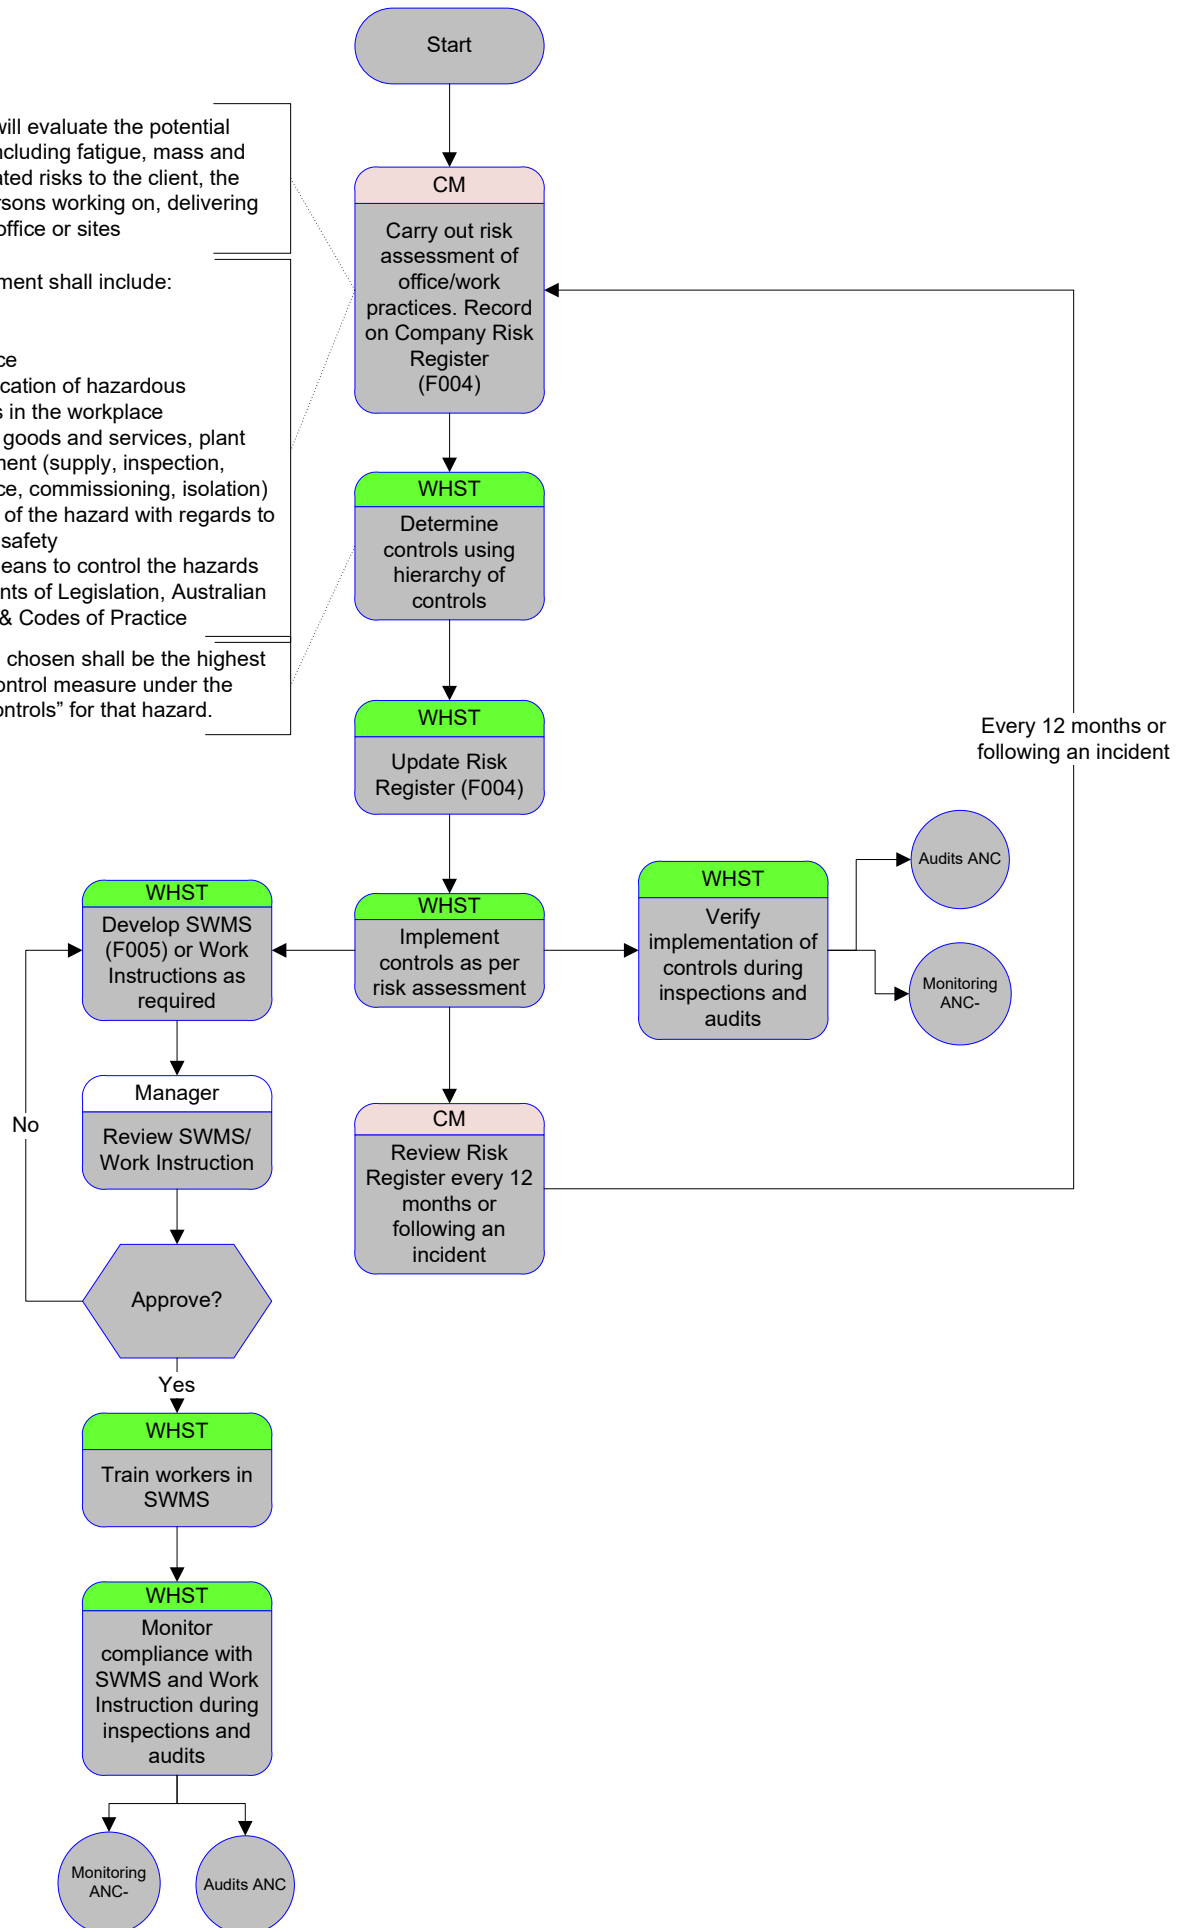 Start
will evaluate the potential
including fatigue, mass and
ated risks to the client, the
rsons working on, delivering
office or sites
ment shall include:
ce
ication of hazardous
s in the workplace
goods and services, plant
ment (supply, inspection,
ce, commissioning, isolation)
of the hazard with regards to
safety
eans to control the hazards
nts of Legislation, Australian
& Codes of Practice
chosen shall be the highest
ontrol measure under the
ontrols” for that hazard.
CM
Carry out risk
assessment of
office/work
practices. Record
on Company Risk
Register
(F004)
WHST
Determine
controls using
hierarchy of
controls
WHST
Update Risk
Register (F004)
Every 12 months or
following an incident
WHST
Develop SWMS
(F005) or Work
Instructions as
required
WHST
Implement
controls as per
risk assessment
WHST
Verify
implementation of
controls during
inspections and
audits
Audits ANC
Monitoring
ANC-
Manager
Review SWMS/
Work Instruction
No
CM
Review Risk
Register every 12
months or
following an
incident
Approve?
Yes
WHST
Train workers in
SWMS
WHST
Monitor
compliance with
SWMS and Work
Instruction during
inspections and
audits
Monitoring
ANC-
Audits ANC